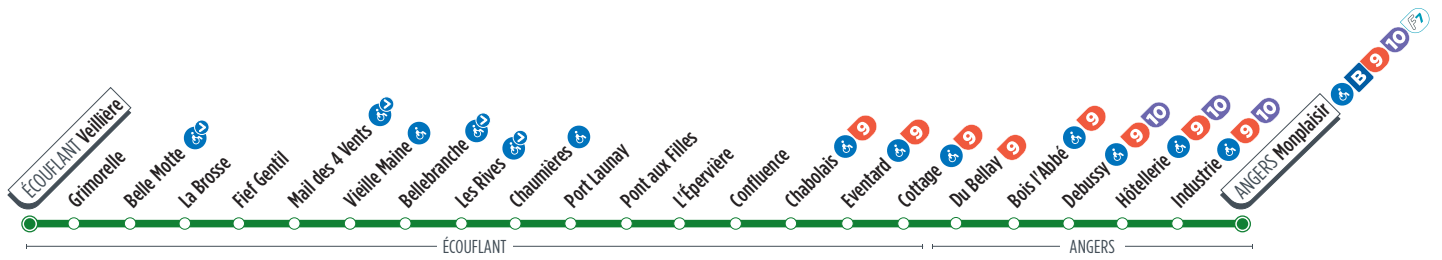 ÉCOUFLANT Veillière
Grimorelle
Belle Motte
La Brosse
Fief Gentil
Mail des 4 Vents
Vieille Maine
Bellebranche
Les Rives
Chaumières
Port Launay
Pont aux Filles
L'Épervière
Confluence
Chabolais 9
Eventard 9
Cottage 9
Du Bellay 9
Bois l'Abbé 9
Debussy 9 10
Hôtellerie 9 10
Industrie 9 10
ANGERS Monplaisir B 9 10 F7
ÉCOUFLANT
ANGERS